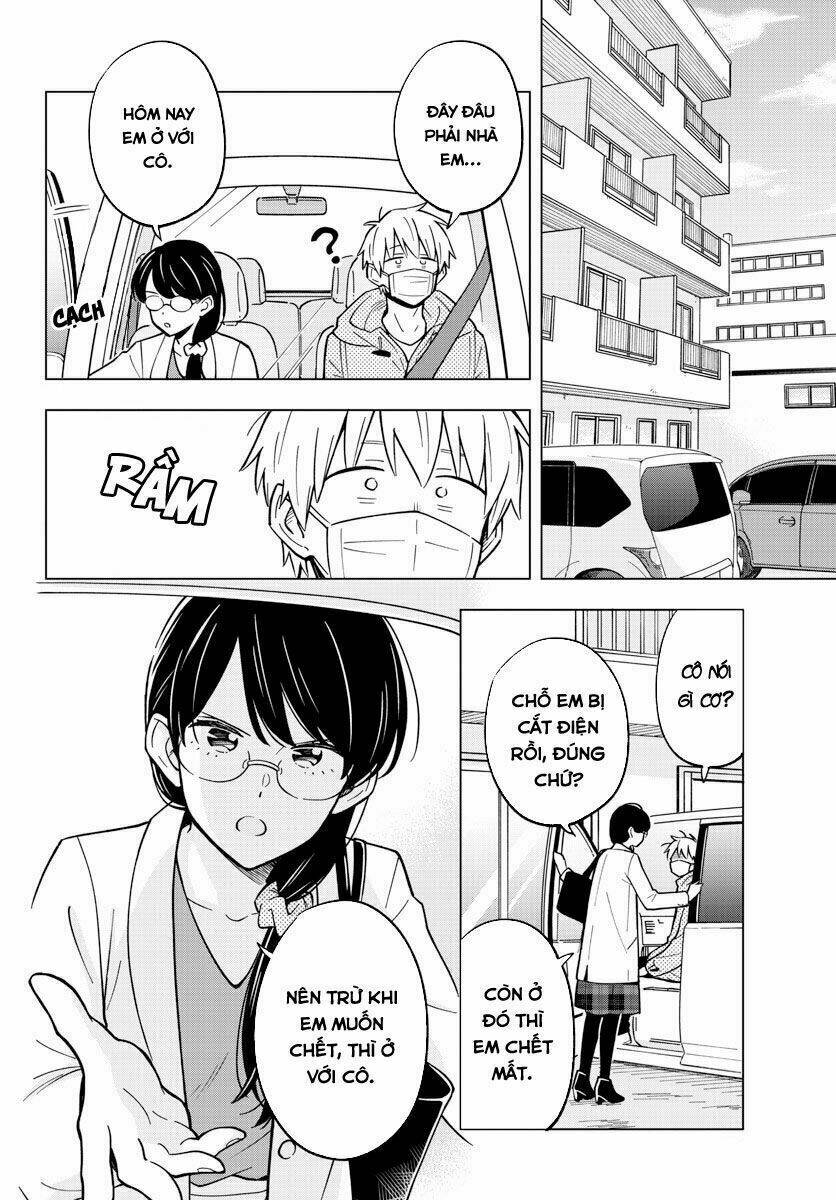 ĐÂY ĐÂU
PHẢI NHÀ
EM...
HÔM NAY
EM Ở VỚI
CÔ.
?
CẠCH
RẦM
CÔ NÓI
GÌ CƠ?
CHỖ EM BỊ
CẮT ĐIỆN
RỒI, ĐÚNG
CHỨ?
CÒN Ở
ĐÓ THÌ
EM CHẾT
MẤT.
NÊN TRỪ KHI
EM MUỐN
CHẾT, THÌ Ở
VỚI CÔ.